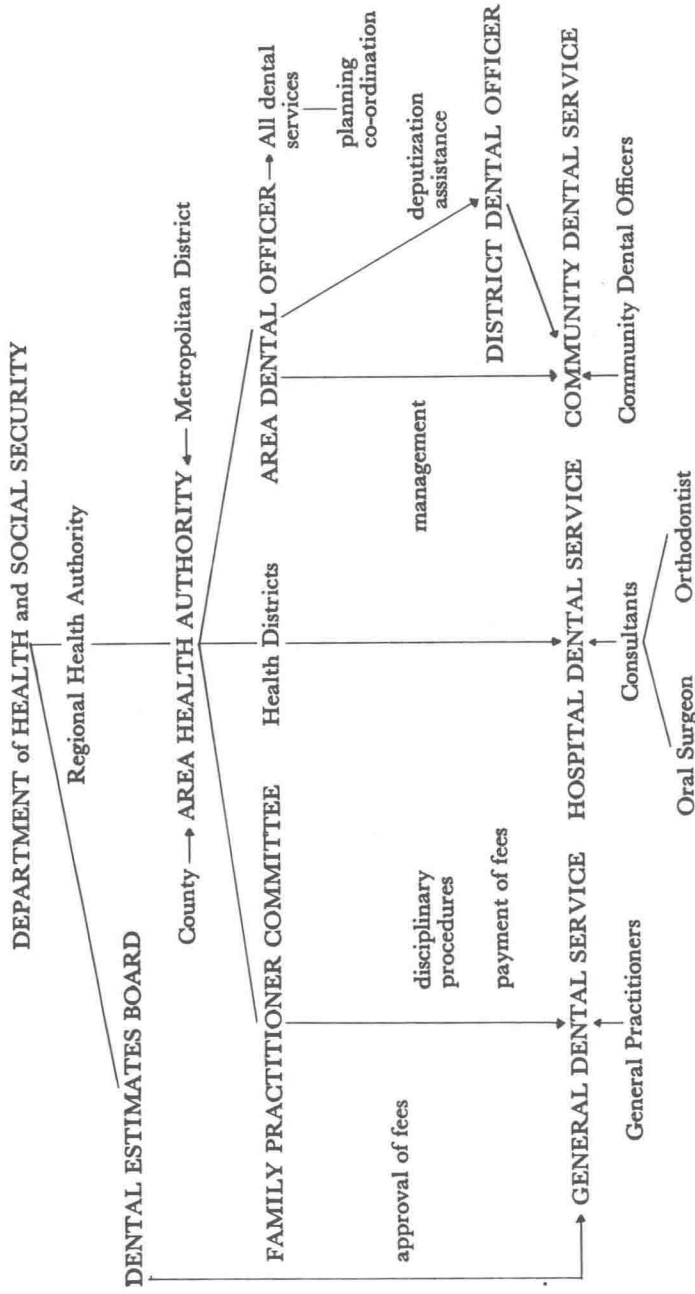 DEPARTMENT of HEALTH and SOCIAL SECURITY
Regional Health Authority
DENTAL ESTIMATES BOARD
County → AREA HEALTH AUTHORITY ← Metropolitan District
FAMILY PRACTITIONER COMMITTEE
Health Districts
AREA DENTAL OFFICER → All dental
services
planning
co-ordination
approval of fees
disciplinary
procedures
payment of fees
management
deputization
assistance
DISTRICT DENTAL OFFICER
GENERAL DENTAL SERVICE
HOSPITAL DENTAL SERVICE
COMMUNITY DENTAL SERVICE
General Practitioners
Consultants
Community Dental Officers
Oral Surgeon
Orthodontist